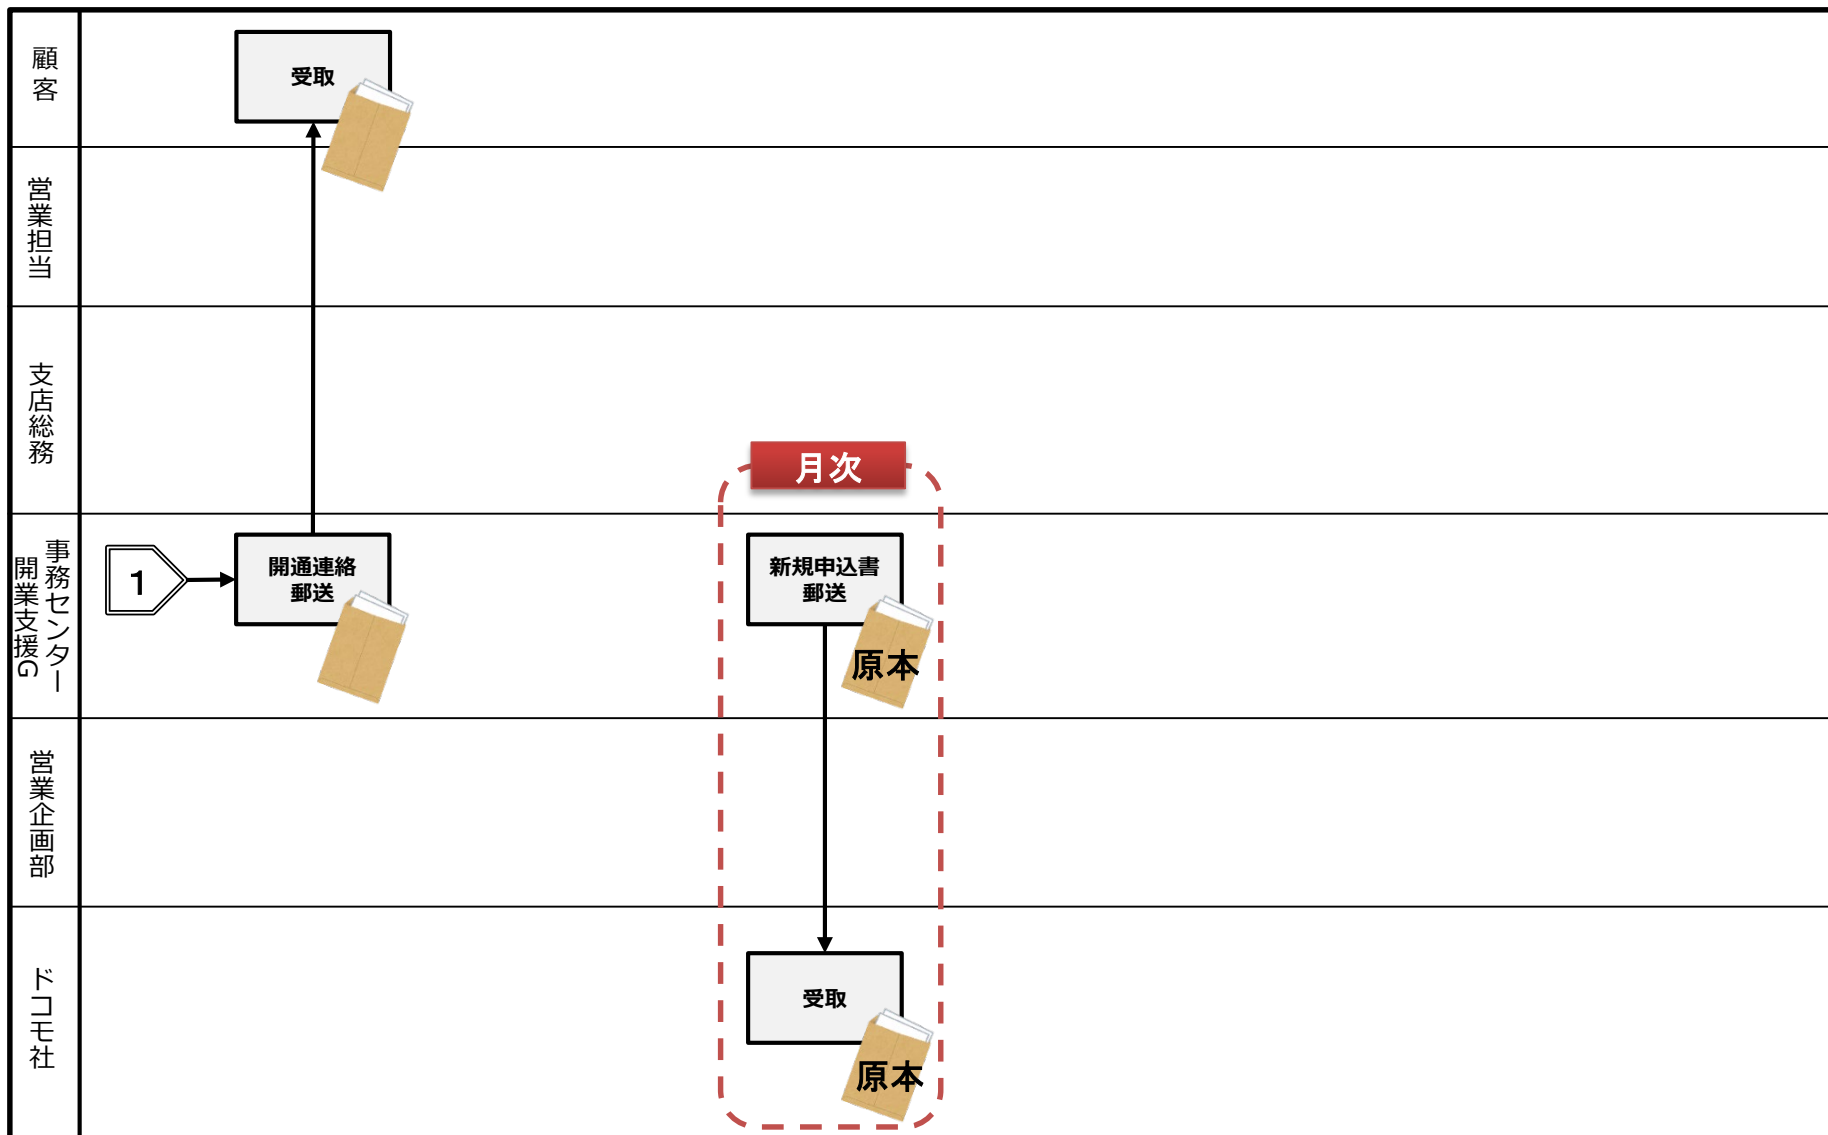 顧客
受取
営業担当
支店総務
月次
事務センター
開業支援G
1
開通連絡
郵送
新規申込書
郵送
原本
営業企画部
ドコモ社
受取
原本